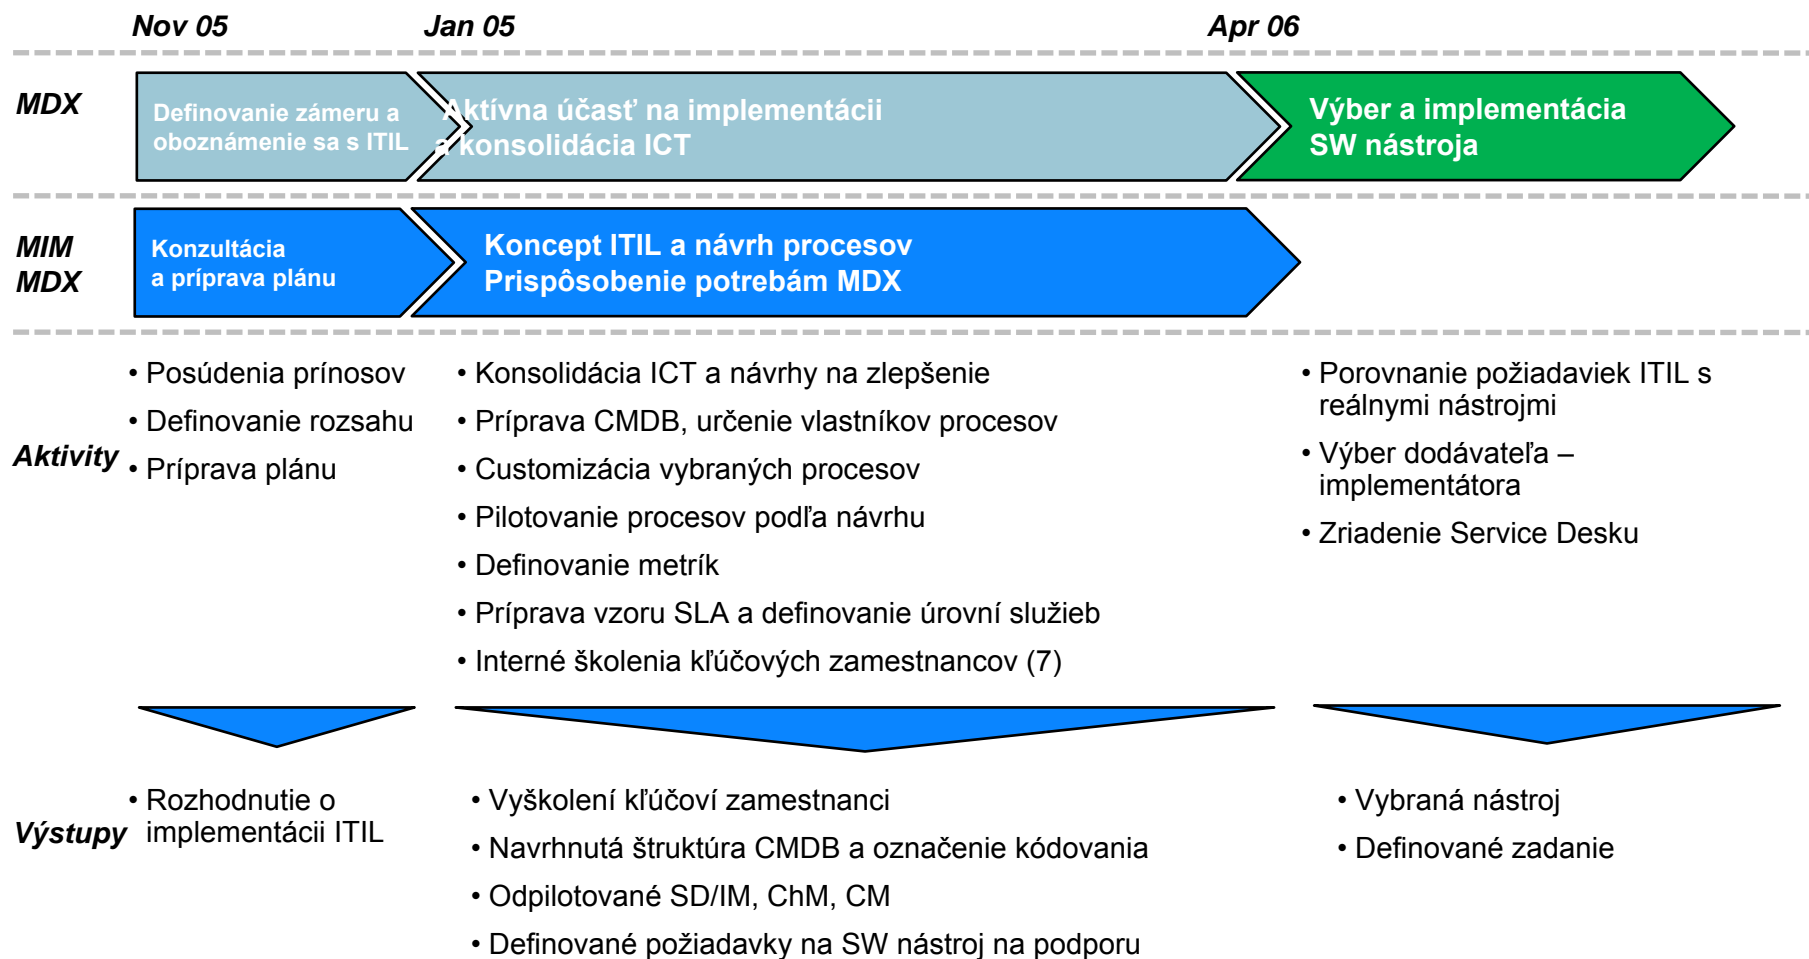 Nov 05
Jan 05
Apr 06
MDX
Definovanie zámeru a
oboznámenie sa s ITIL
Aktívna účasť na implementácii
a konsolidácia ICT
Výber a implementácia
SW nástroja
MIM
MDX
Konzultácia
a príprava plánu
Koncept ITIL a návrh procesov
Prispôsobenie potrebám MDX
Aktivity
• Posúdenia prínosov
• Definovanie rozsahu
• Príprava plánu
• Konsolidácia ICT a návrhy na zlepšenie
• Príprava CMDB, určenie vlastníkov procesov
• Customizácia vybraných procesov
• Pilotovanie procesov podľa návrhu
• Definovanie metrík
• Príprava vzoru SLA a definovanie úrovní služieb
• Interné školenia kľúčových zamestnancov (7)
• Porovnanie požiadaviek ITIL s
reálnymi nástrojmi
• Výber dodávateľa –
implementátora
• Zriadenie Service Desku
Výstupy
• Rozhodnutie o
implementácii ITIL
• Vyškolení kľúčoví zamestnanci
• Navrhnutá štruktúra CMDB a označenie kódovania
• Odpilotované SD/IM, ChM, CM
• Definované požiadavky na SW nástroj na podporu
• Vybraná nástroj
• Definované zadanie